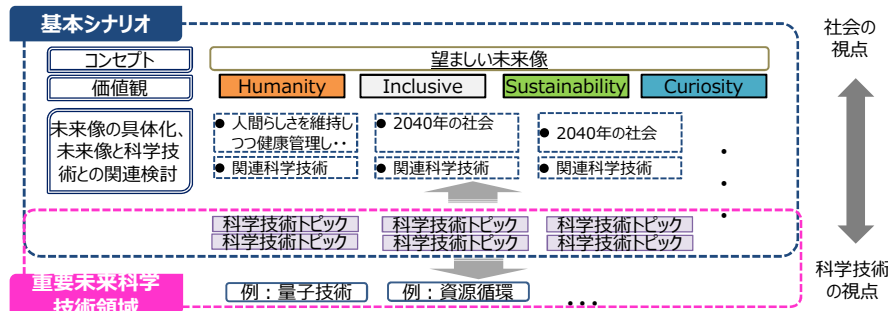 基本シナリオ
社会の
視点
コンセプト
望ましい未来像
価値観
Humanity
Inclusive
Sustainability
Curiosity
未来像の具体化、
未来像と科学技
術との関連検討
● 人間らしさを維持し
つつ健康管理し・・
● 2040年の社会
● 2040年の社会
● 関連科学技術
● 関連科学技術
● 関連科学技術
・
・
・
科学技術トピック
科学技術トピック
科学技術トピック
科学技術トピック
科学技術トピック
科学技術トピック
科学技術
の視点
重要未来科学
技術領域
例：量子技術
例：資源循環
・・・